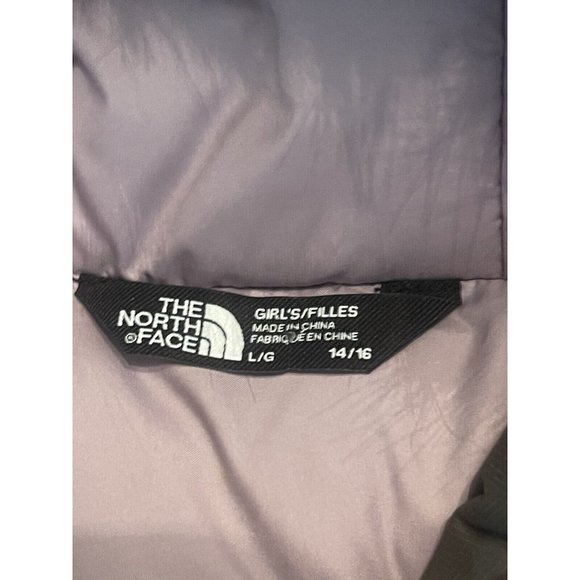 THE
NORTH
®FACE
GIRL'S/FILLES
MADE IN CHINA
FABRIQUÉ EN CHINE
L/G 14/16